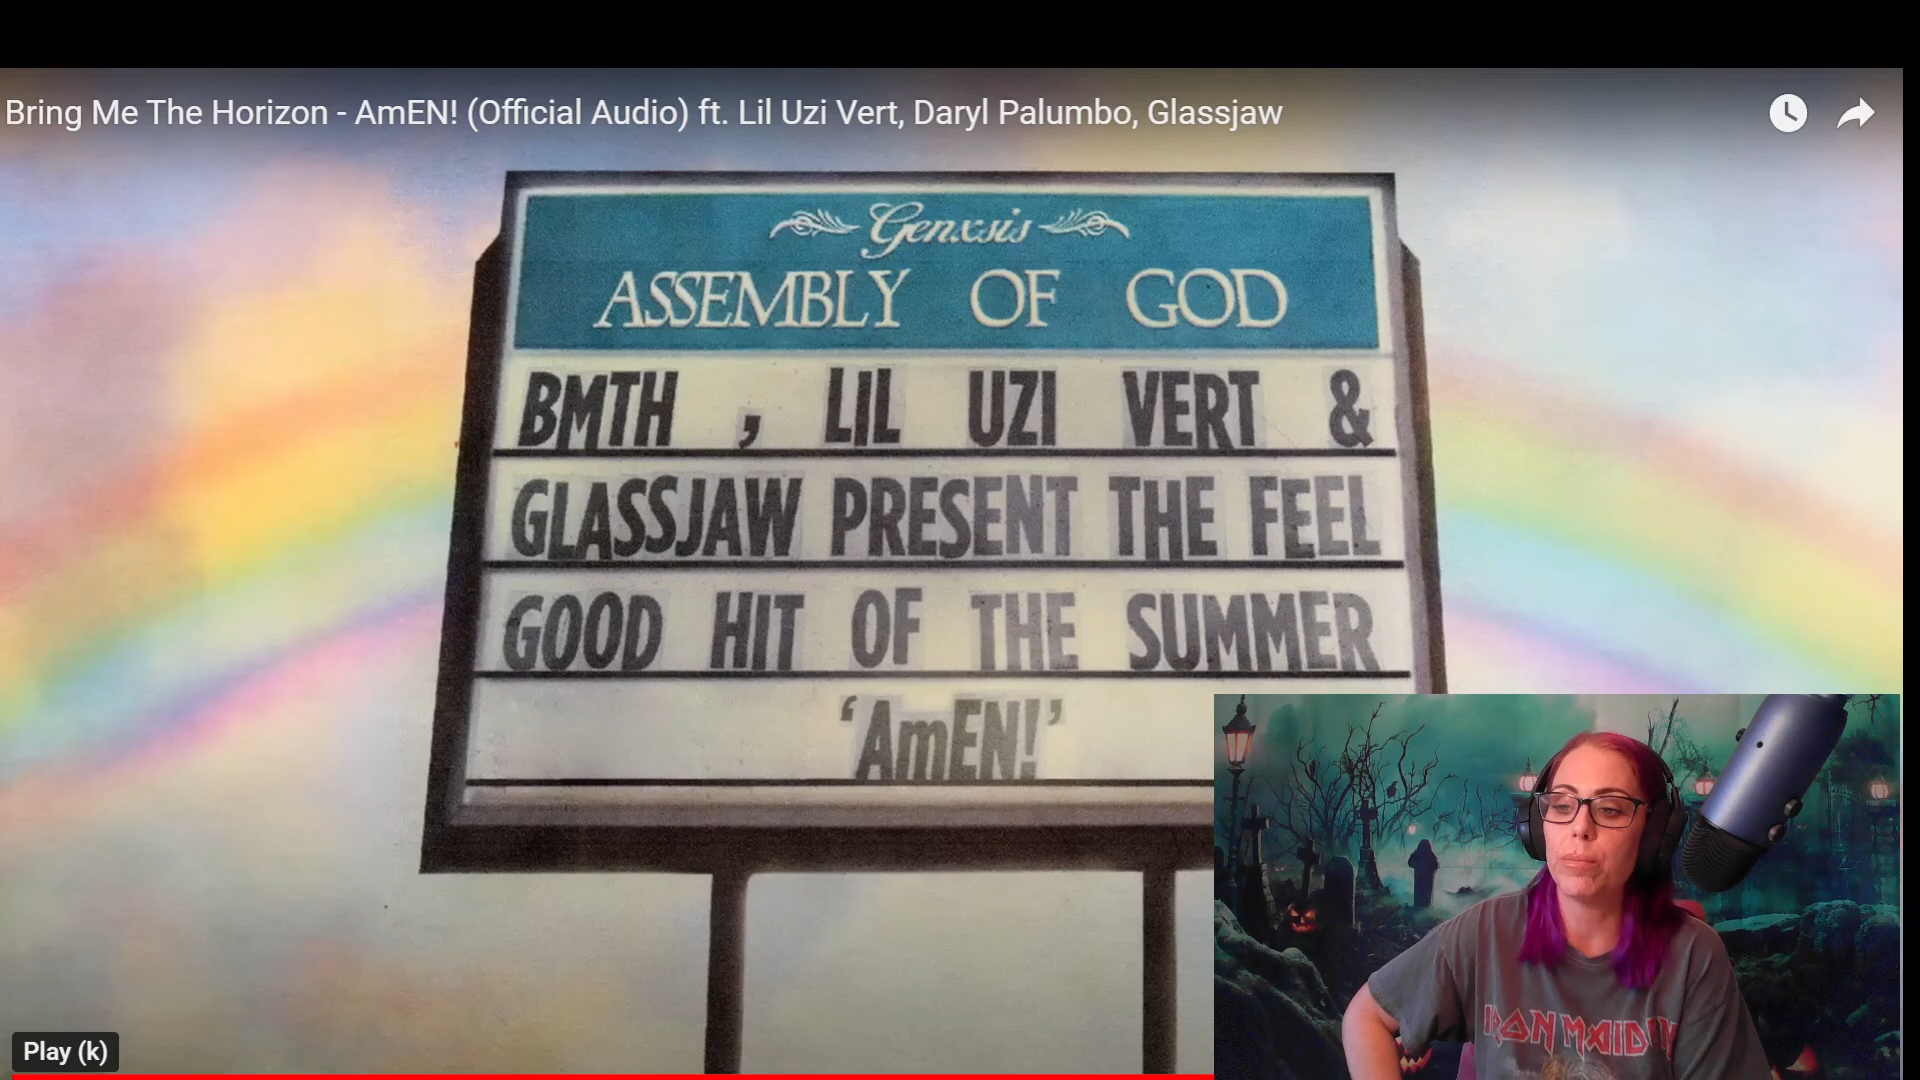 Bring Me The Horizon - AmEN! (Official Audio) ft. Lil Uzi Vert, Daryl Palumbo, Glassjaw
Genxsis
ASSEMBLY OF GOD
BMTH , LIL UZI VERT &
GLASSJAW PRESENT THE FEEL
GOOD HIT OF THE SUMMER
‘AmEN!’
IRON MAIDEN
Play (k)